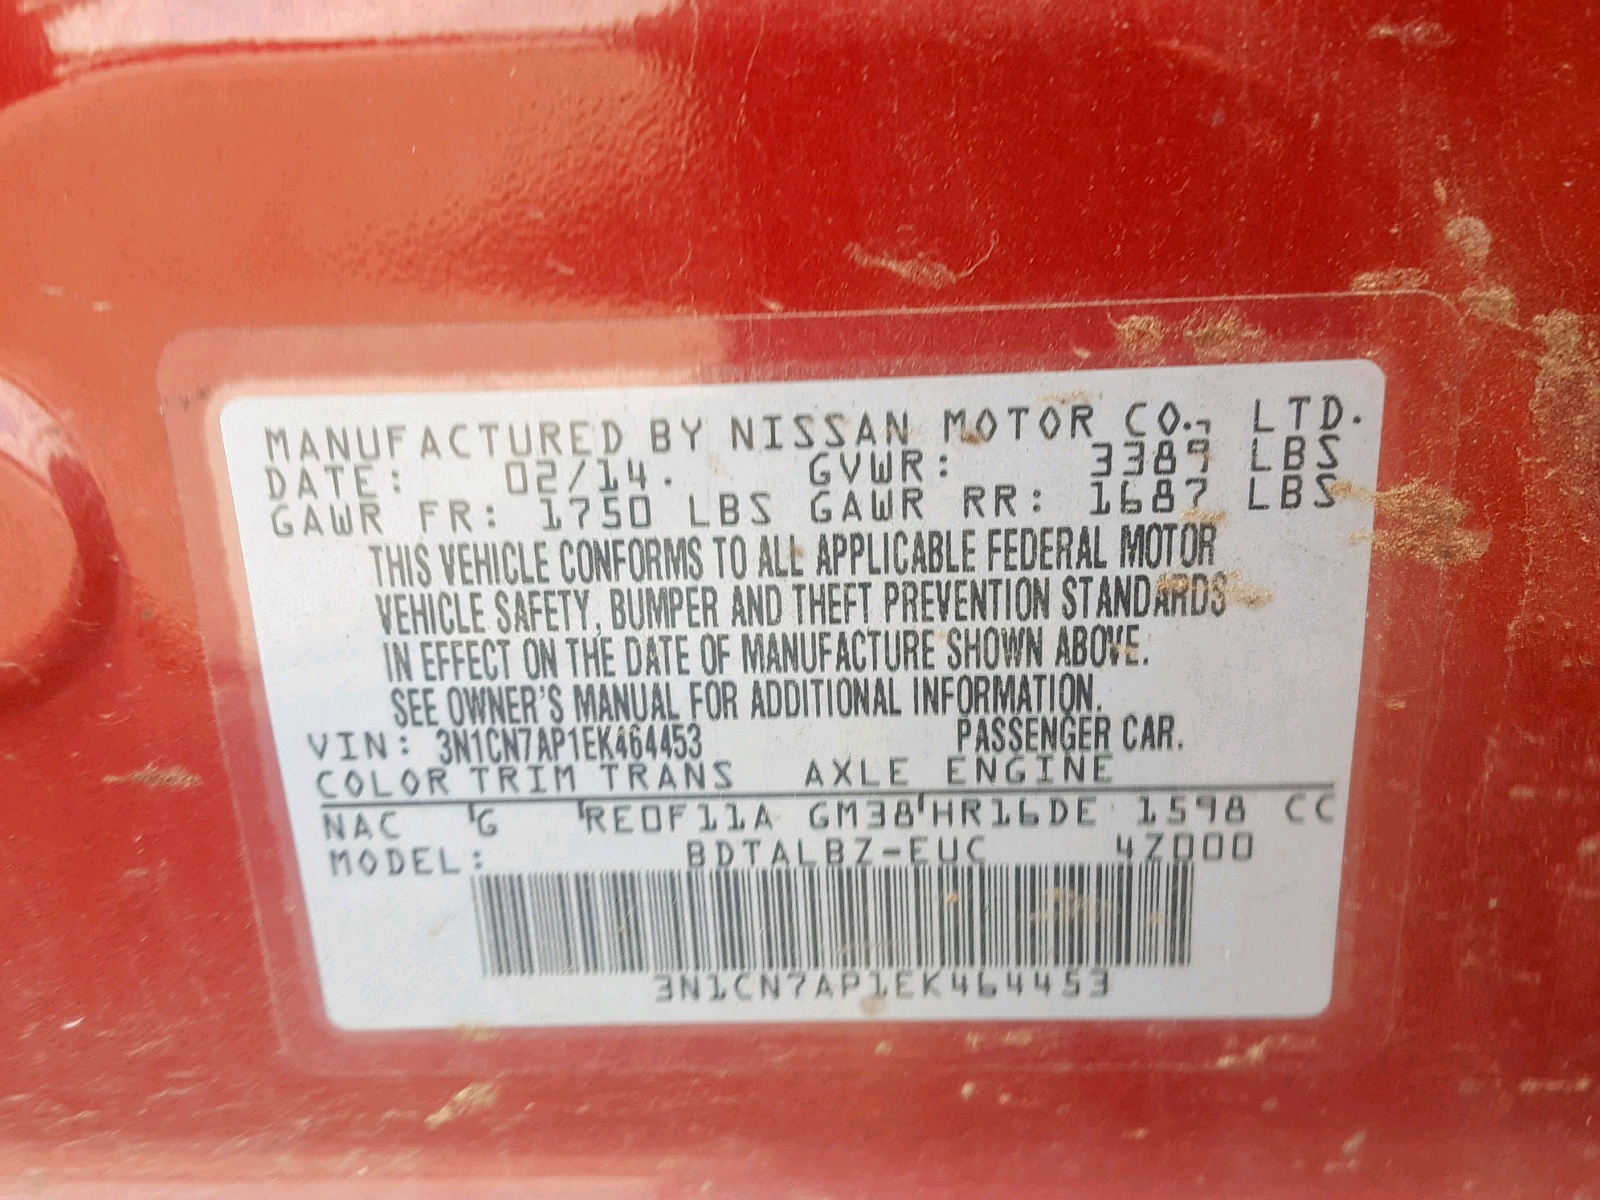 MANUFACTURED BY NISSAN MOTOR CO., LTD.
DATE: 02/14. GVWR: 3389 LBS
GAWR FR: 1750 LBS GAWR RR: 1687 LBS
THIS VEHICLE CONFORMS TO ALL APPLICABLE FEDERAL MOTOR
VEHICLE SAFETY, BUMPER AND THEFT PREVENTION STANDARDS
IN EFFECT ON THE DATE OF MANUFACTURE SHOWN ABOVE.
SEE OWNER'S MANUAL FOR ADDITIONAL INFORMATION.
VIN: 3N1CN7AP1EK464453 PASSENGER CAR.
COLOR TRIM TRANS AXLE ENGINE
NAC G RE0F11A GM38 HR16DE 1598 CC
MODEL: BDTALBZ-EUC 4Z000
3N1CN7AP1EK464453